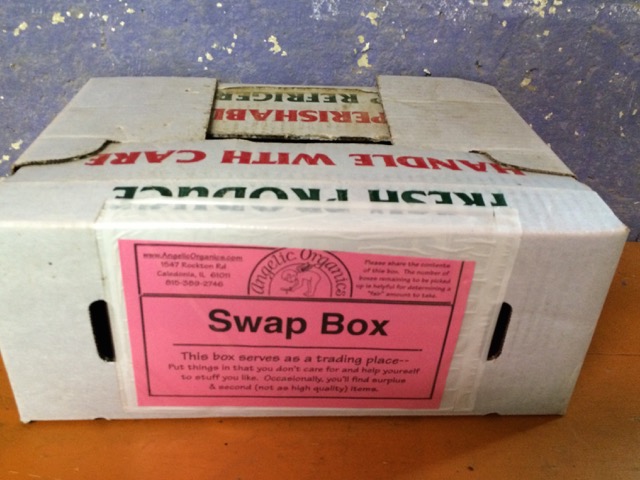 PERISHABL
P REFRIGER
HANDLE WITH CARE
FRESH PRODUCE
www.AngelicOrganics.com
1547 Rockton Rd
Caledonia, IL 61011
815-389-2746
Angelic Organics
Please share the contents
of this box. The number of
boxes remaining to be picked
up is helpful for determining a
"fair" amount to take.
Swap Box
This box serves as a trading place--
Put things in that you don't care for and help yourself
to stuff you like. Occasionally, you'll find surplus
& second (not as high quality) items.